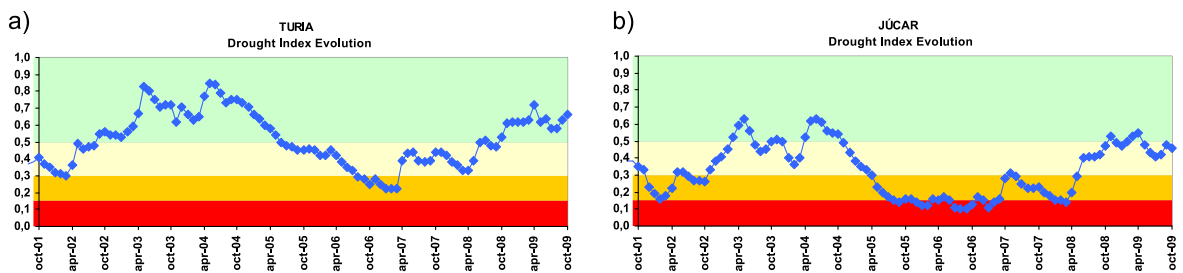 a)
TURIA
Drought Index Evolution
1,0
0,9
0,8
0,7
0,6
0,5
0,4
0,3
0,2
0,1
0,0
oct-01
apr-02
oct-02
apr-03
oct-03
apr-04
oct-04
apr-05
oct-05
apr-06
oct-06
apr-07
oct-07
apr-08
oct-08
apr-09
oct-09
b)
JÚCAR
Drought Index Evolution
1,0
0,9
0,8
0,7
0,6
0,5
0,4
0,3
0,2
0,1
0,0
oct-01
apr-02
oct-02
apr-03
oct-03
apr-04
oct-04
apr-05
oct-05
apr-06
oct-06
apr-07
oct-07
apr-08
oct-08
apr-09
oct-09